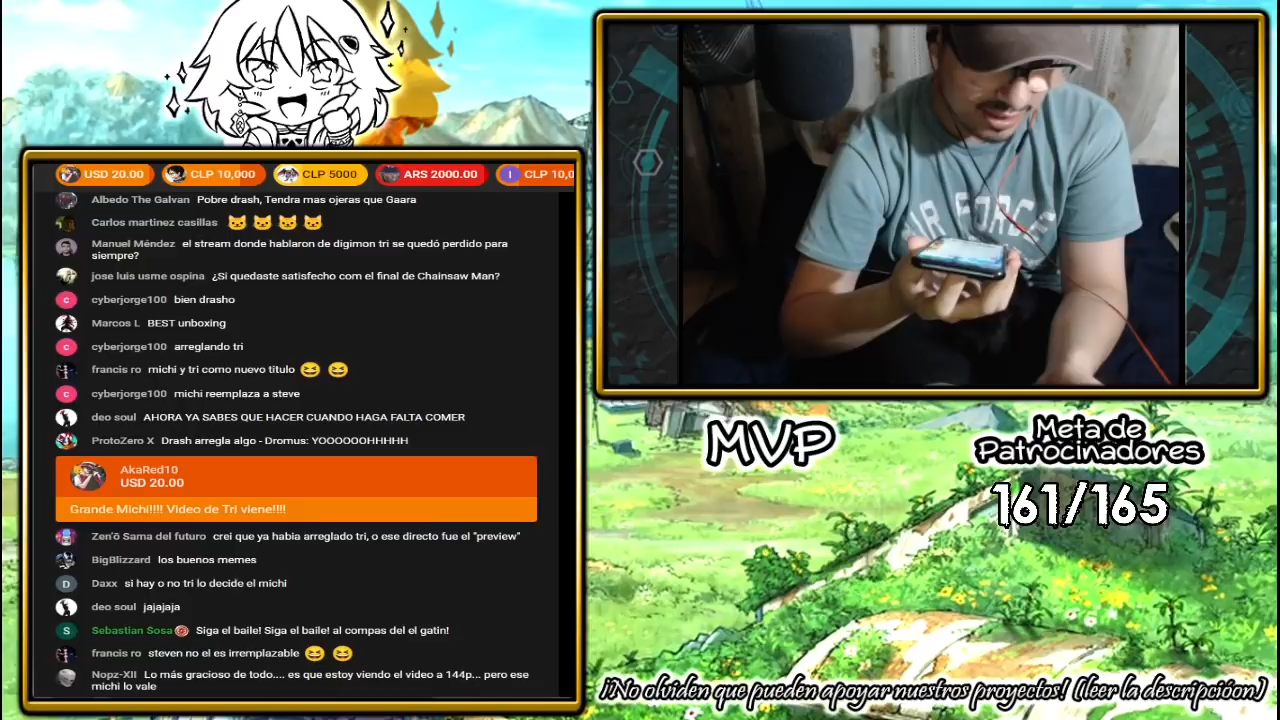 USD 20.00
CLP 10,000
CLP 5000
ARS 2000.00
I
CLP 10,0
Albedo The Galvan Pobre drash, Tendra mas ojeras que Gaara
Carlos martinez casillas
Manuel Méndez el stream donde hablaron de digimon tri se quedó perdido para
siempre?
jose luis usme ospina ¿Si quedaste satisfecho com el final de Chainsaw Man?
c cyberjorge100 bien drasho
Marcos L BEST unboxing
c cyberjorge100 arreglando tri
francis ro michi y tri como nuevo titulo
c cyberjorge100 michi reemplaza a steve
deo soul AHORA YA SABES QUE HACER CUANDO HAGA FALTA COMER
ProtoZero X Drash arregla algo - Dromus: YOOOOOOHHHHH
AkaRed10
USD 20.00
Grande Michi!!!! Video de Tri viene!!!!
Zen'ō Sama del futuro crei que ya habia arreglado tri, o ese directo fue el "preview"
BigBlizzard los buenos memes
D Daxx si hay o no tri lo decide el michi
deo soul jajajaja
S Sebastian Sosa Siga el baile! Siga el baile! al compas del el gatin!
francis ro steven no el es irremplazable
Nopz-XII Lo más gracioso de todo.... es que estoy viendo el video a 144p... pero ese
michi lo vale
AIR FORCE
MVP
Meta de
Patrocinadores
161/165
¡¡No olviden que pueden apoyar nuestros proyectos! (leer la descripcióon)